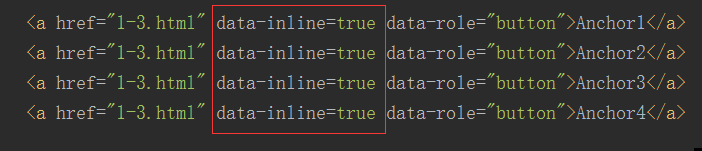 <a href="1-3.html" data-inline=true data-role="button">Anchor1</a>
<a href="1-3.html" data-inline=true data-role="button">Anchor2</a>
<a href="1-3.html" data-inline=true data-role="button">Anchor3</a>
<a href="1-3.html" data-inline=true data-role="button">Anchor4</a>